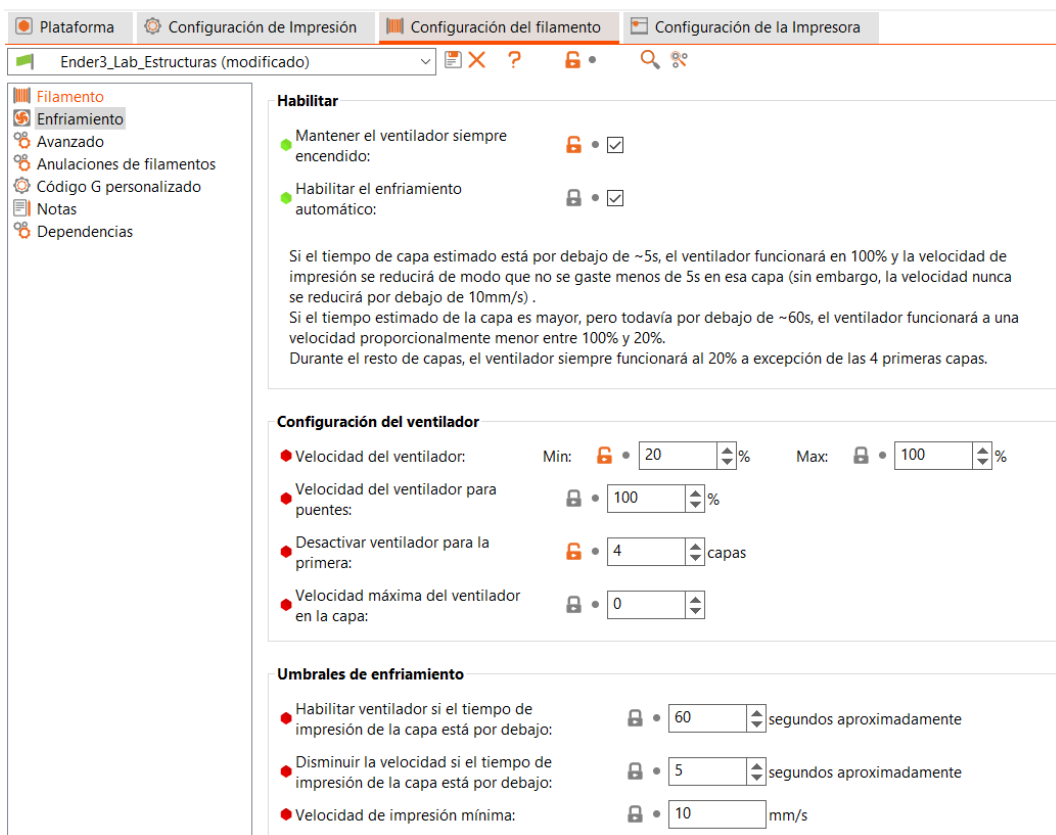 Plataforma
Configuración de Impresión
Configuración del filamento
Configuración de la Impresora
Ender3_Lab_Estructuras (modificado)
?
Filamento
Enfriamiento
Avanzado
Anulaciones de filamentos
Código G personalizado
Notas
Dependencias
Habilitar
Mantener el ventilador siempre
encendido:
Habilitar el enfriamiento
automático:
Si el tiempo de capa estimado está por debajo de ~5s, el ventilador funcionará en 100% y la velocidad de
impresión se reducirá de modo que no se gaste menos de 5s en esa capa (sin embargo, la velocidad nunca
se reducirá por debajo de 10mm/s) .
Si el tiempo estimado de la capa es mayor, pero todavía por debajo de ~60s, el ventilador funcionará a una
velocidad proporcionalmente menor entre 100% y 20%.
Durante el resto de capas, el ventilador siempre funcionará al 20% a excepción de las 4 primeras capas.
Configuración del ventilador
Velocidad del ventilador: Min: 20 % Max: 100 %
Velocidad del ventilador para
puentes: 100 %
Desactivar ventilador para la
primera: 4 capas
Velocidad máxima del ventilador
en la capa: 0
Umbrales de enfriamiento
Habilitar ventilador si el tiempo de
impresión de la capa está por debajo: 60 segundos aproximadamente
Disminuir la velocidad si el tiempo de
impresión de la capa está por debajo: 5 segundos aproximadamente
Velocidad de impresión mínima: 10 mm/s